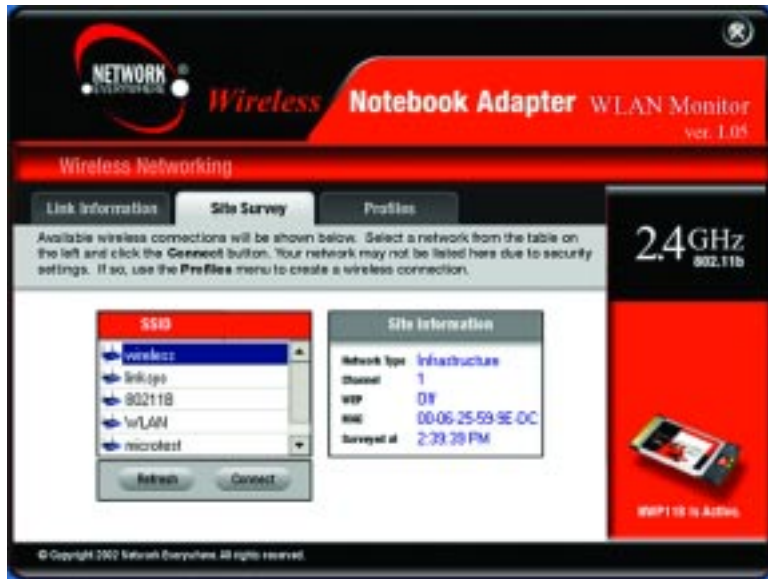 NETWORK
EVERYWHERE
Wireless Notebook Adapter WLAN Monitor
ver. 1.05
Wireless Networking
Link Information
Site Survey
Profiles
Available wireless connections will be shown below. Select a network from the table on
the left and click the Connect button. Your network may not be listed here due to security
settings. If so, use the Profiles menu to create a wireless connection.
2.4 GHz
802.11b
SSID
wireless
linksys
80211B
WLAN
microtest
Refresh
Connect
Site Information
Network Type Infrastructure
Channel 1
WEP Off
MAC 00-06-25-59-9E-DC
Surveyed at 2:39:39 PM
NWP11B is Active.
© Copyright 2002 Network Everywhere. All rights reserved.